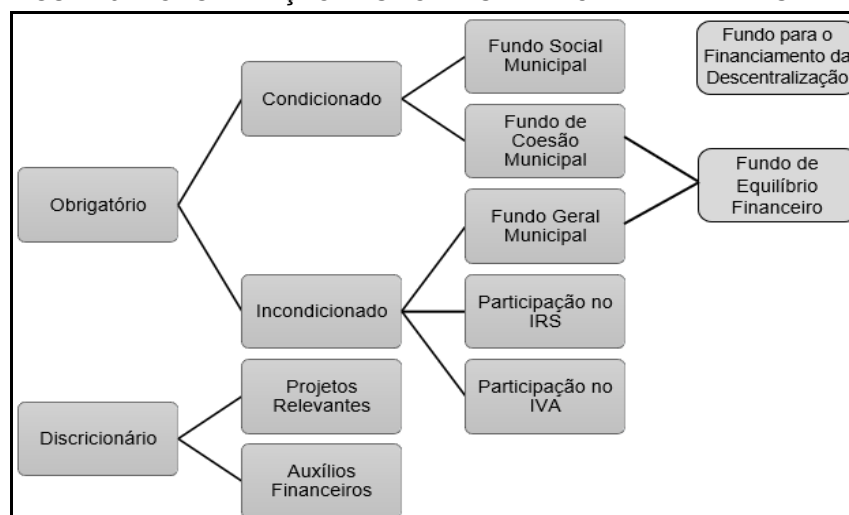 Fundo Social
Municipal
Fundo para o
Financiamento da
Descentralização
Condicionado
Fundo de
Coesão
Municipal
Obrigatório
Fundo de
Equilíbrio
Financeiro
Fundo Geral
Municipal
Incondicionado
Participação no
IRS
Projetos
Relevantes
Participação no
IVA
Discricionário
Auxílios
Financeiros